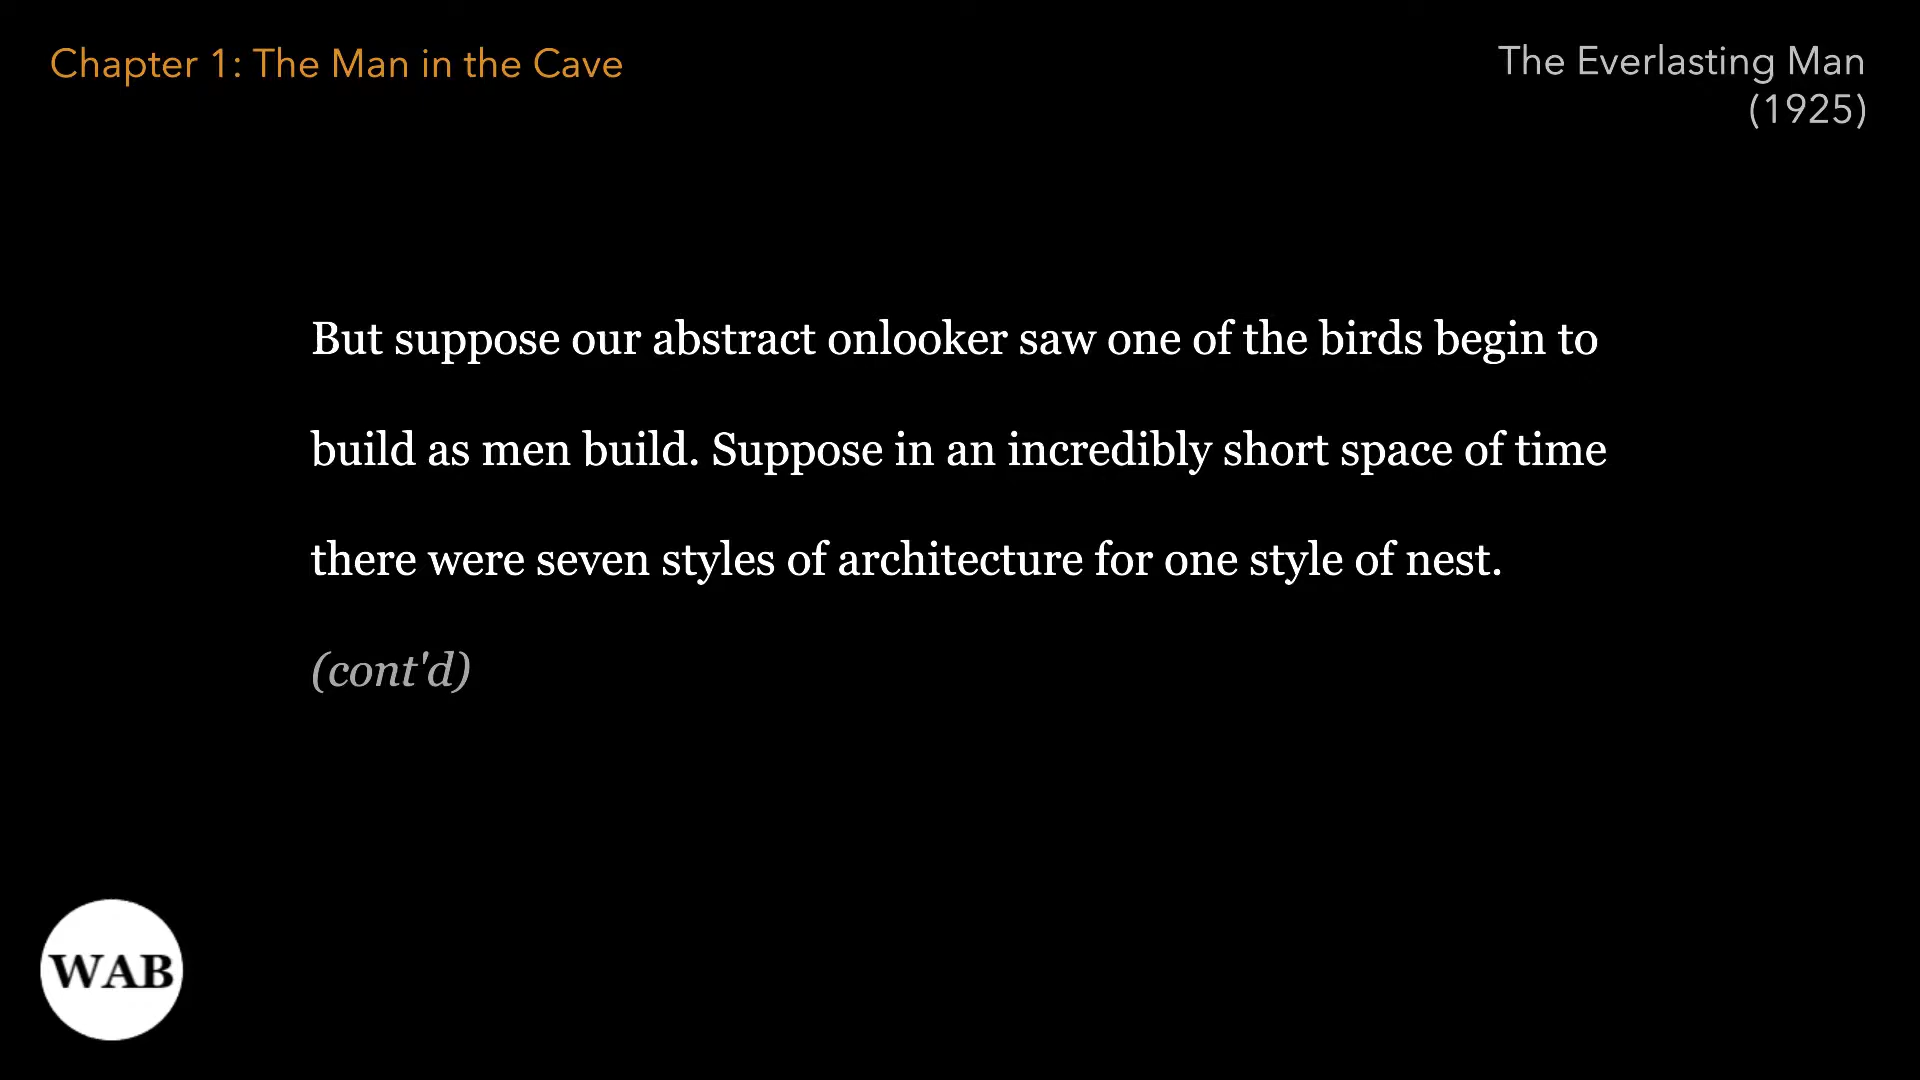 Chapter 1: The Man in the Cave
The Everlasting Man
(1925)
But suppose our abstract onlooker saw one of the birds begin to
build as men build. Suppose in an incredibly short space of time
there were seven styles of architecture for one style of nest.
(cont'd)
WAB